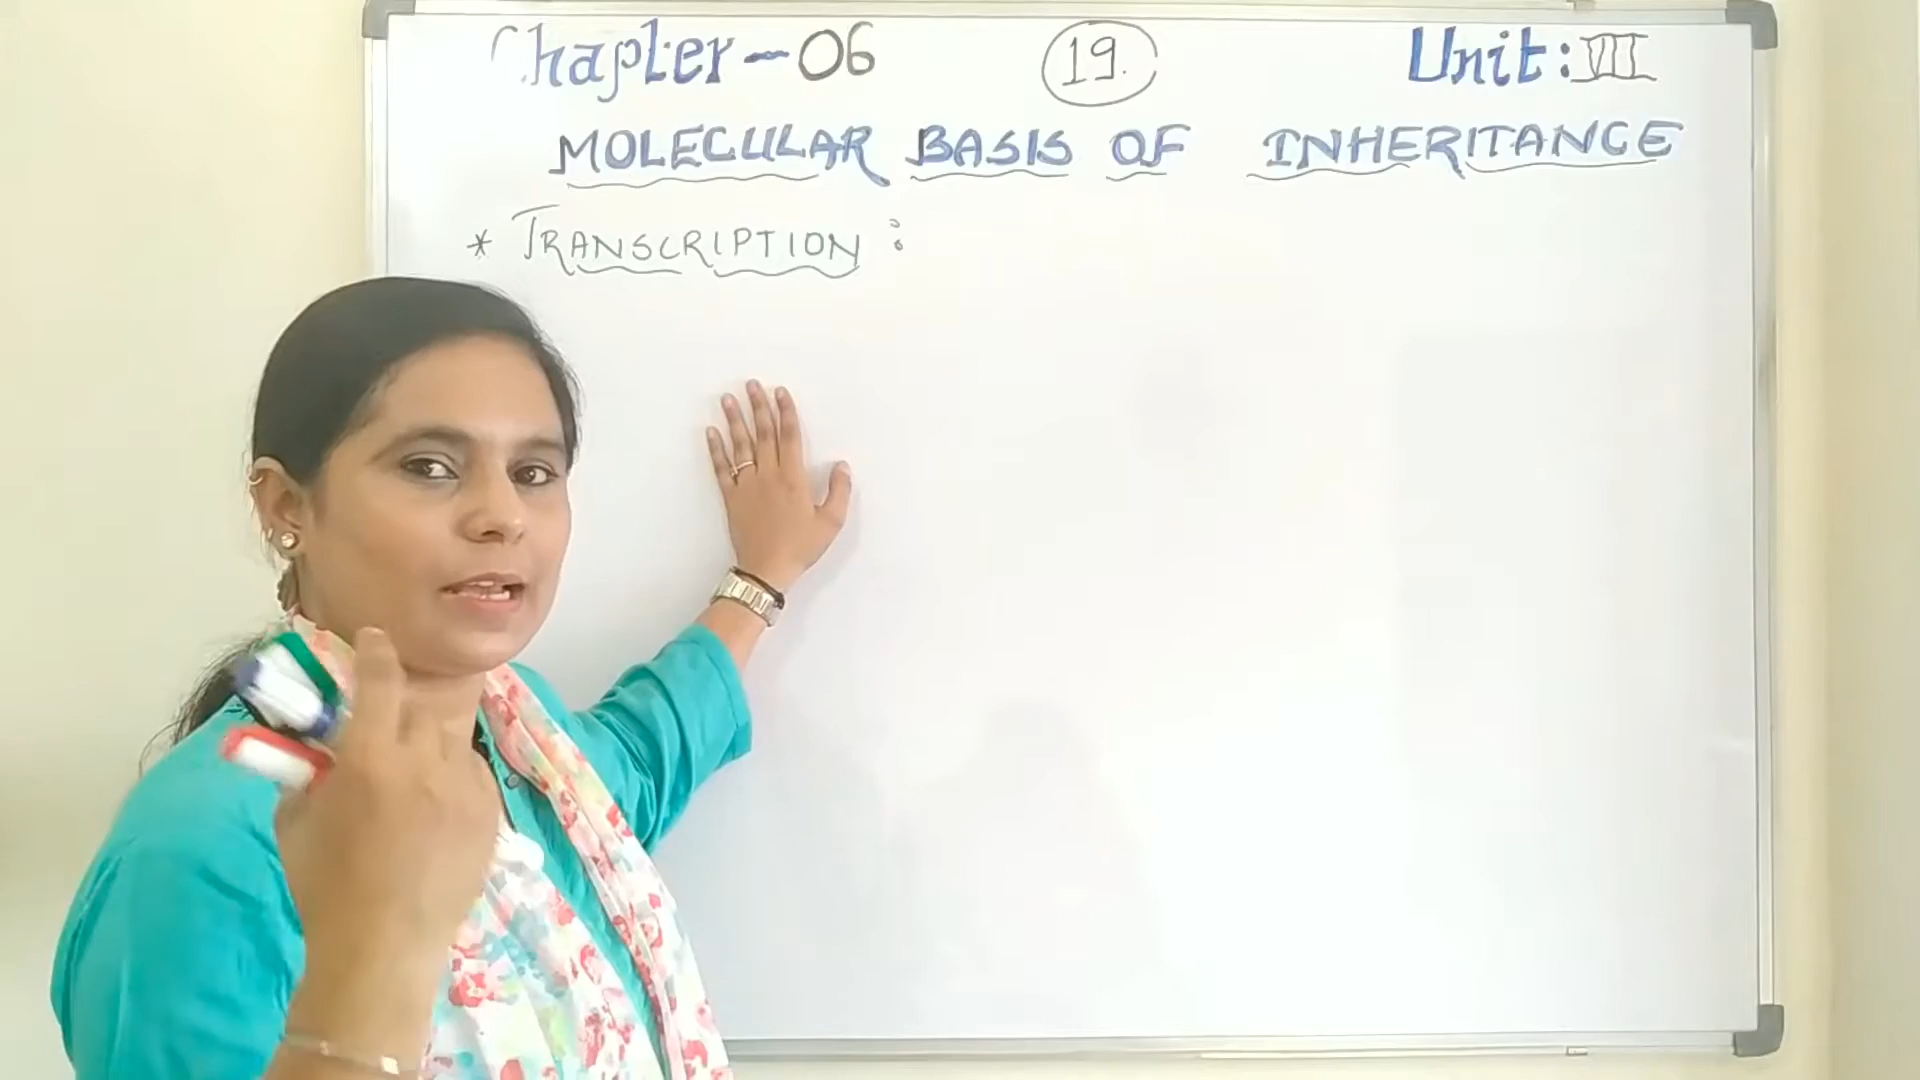 Chapter-06 19. Unit: VII
MOLECULAR BASIS OF INHERITANCE
* TRANSCRIPTION :